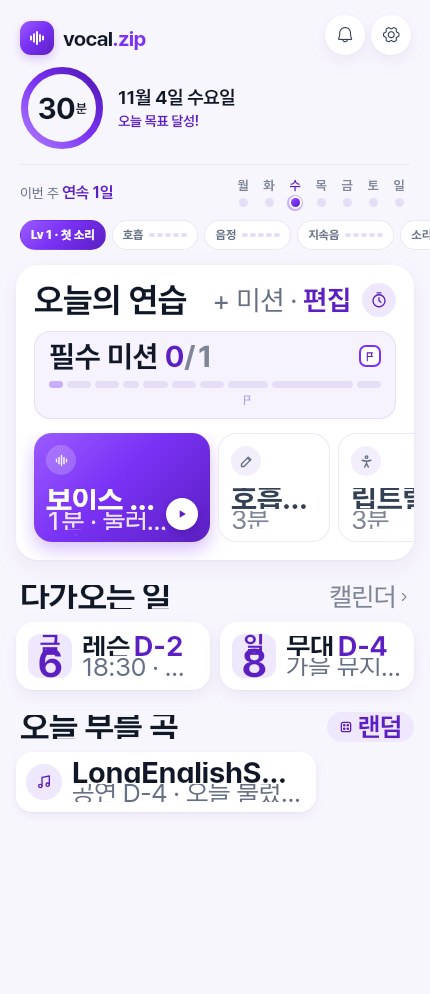 vocal.zip
30분
11월 4일 수요일
오늘 목표 달성!
이번 주 연속 1일
월 화 수 목 금 토 일
Lv 1 · 첫 소리 호흡 음정 지속음 소리
오늘의 연습 + 미션 · 편집
필수 미션 0/1
보이스 ... 호흡... 립트릴
1분 · 눌러... 3분 3분
다가오는 일 캘린더 ›
금 레슨 D-2 일 무대 D-4
6 18:30 · ... 8 가을 뮤지...
오늘 부를 곡 랜덤
LongEnglishS...
공연 D-4 · 오늘 불렀...